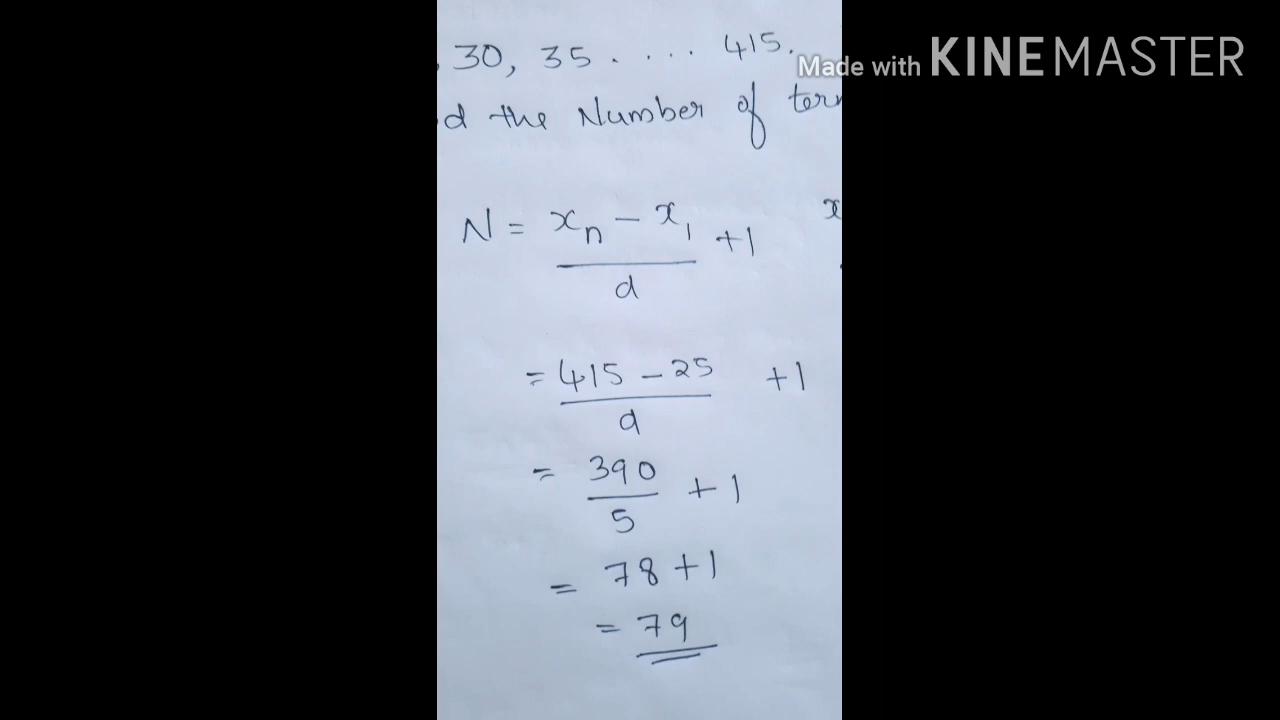 , 30, 35 . . . . 415.
Made with KINEMASTER
d the Number of ter
N = xₙ - x₁ / d + 1
= 415 - 25 / d + 1
= 390 / 5 + 1
= 78 + 1
= 79